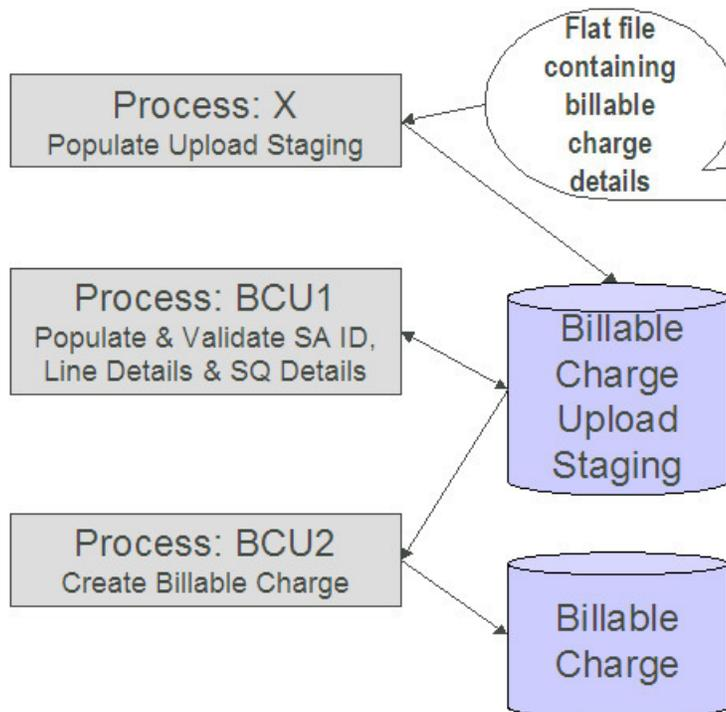 Flat file
containing
billable
charge
details
Process: X
Populate Upload Staging
Process: BCU1
Populate & Validate SA ID,
Line Details & SQ Details
Billable
Charge
Upload
Staging
Process: BCU2
Create Billable Charge
Billable
Charge